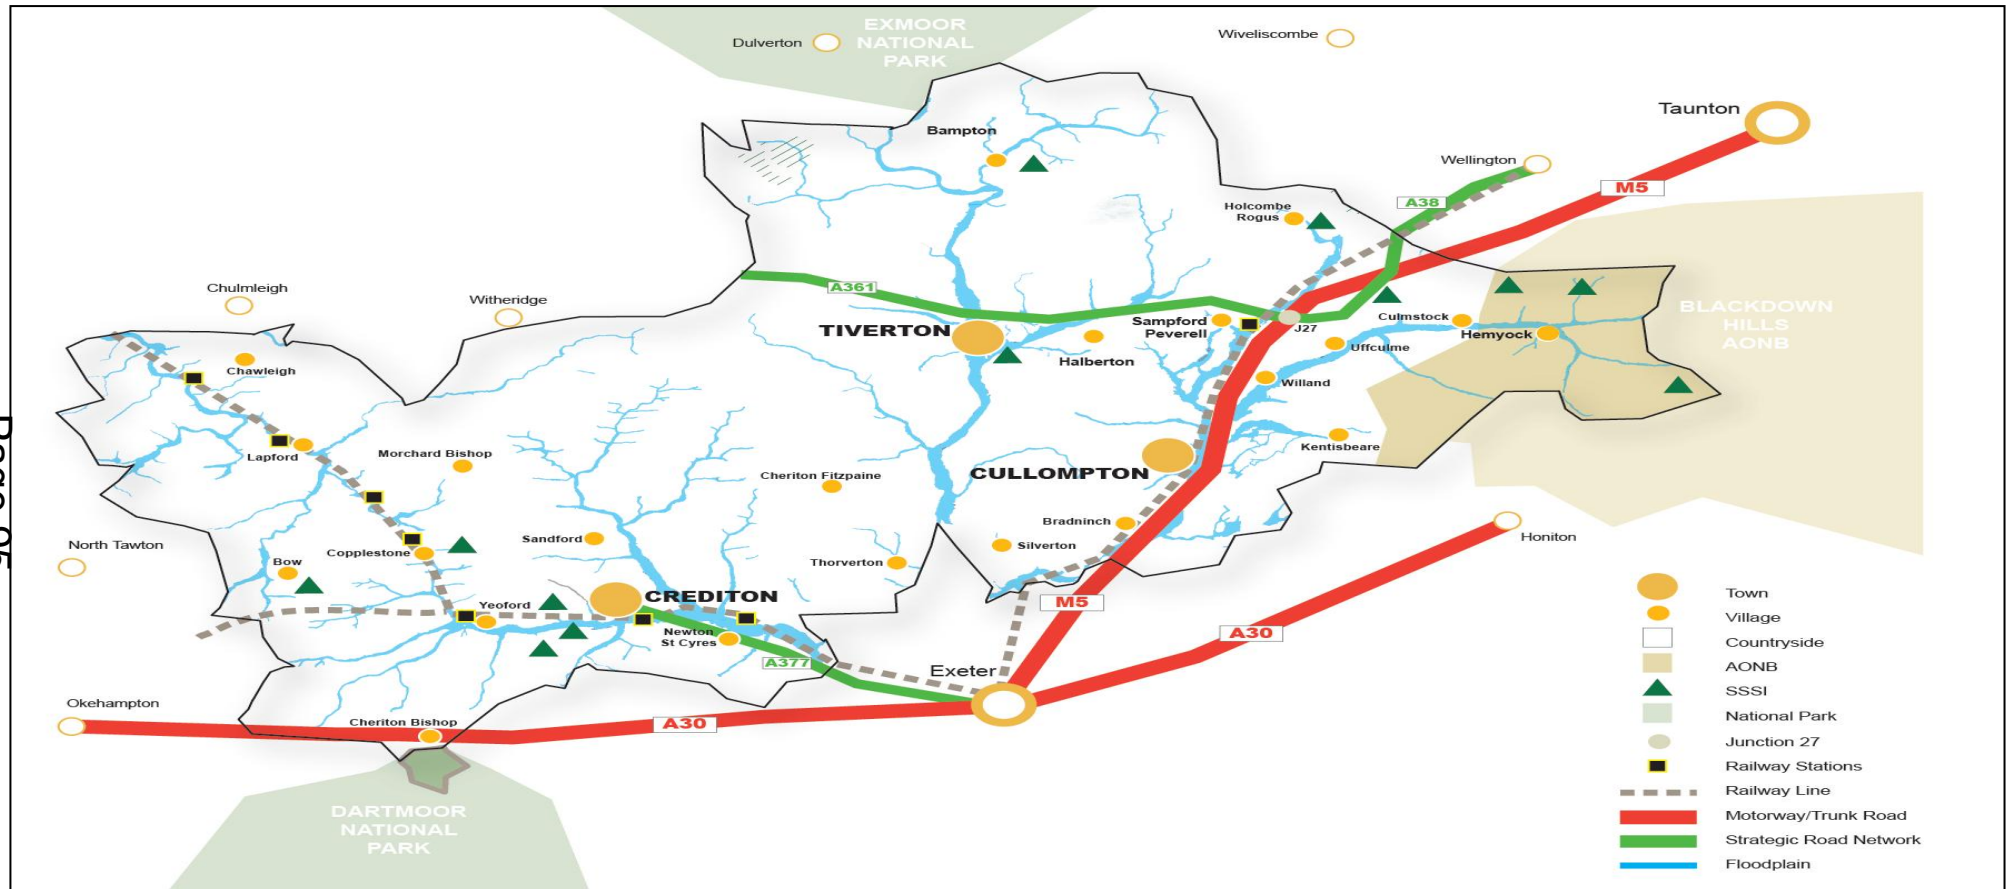 EXMOOR
NATIONAL
PARK
Dulverton
Wiveliscombe
Taunton
Bampton
Wellington
M5
A38
Holcombe
Rogus
Chulmleigh
Witheridge
A361
TIVERTON
Sampford
Peverell
J27
Culmstock
Hemyock
BLACKDOWN
HILLS
AONB
Halberton
Uffculme
Chawleigh
Willand
Lapford
Morchard Bishop
Kentisbeare
CULLOMPTON
Cheriton Fitzpaine
Bradninch
Silverton
North Tawton
Sandford
Copplestone
Bow
Thorverton
Honiton
CREDITON
Yeoford
Newton
St Cyres
A377
M5
A30
Exeter
Okehampton
Cheriton Bishop
A30
DARTMOOR
NATIONAL
PARK
Town
Village
Countryside
AONB
SSSI
National Park
Junction 27
Railway Stations
Railway Line
Motorway/Trunk Road
Strategic Road Network
Floodplain